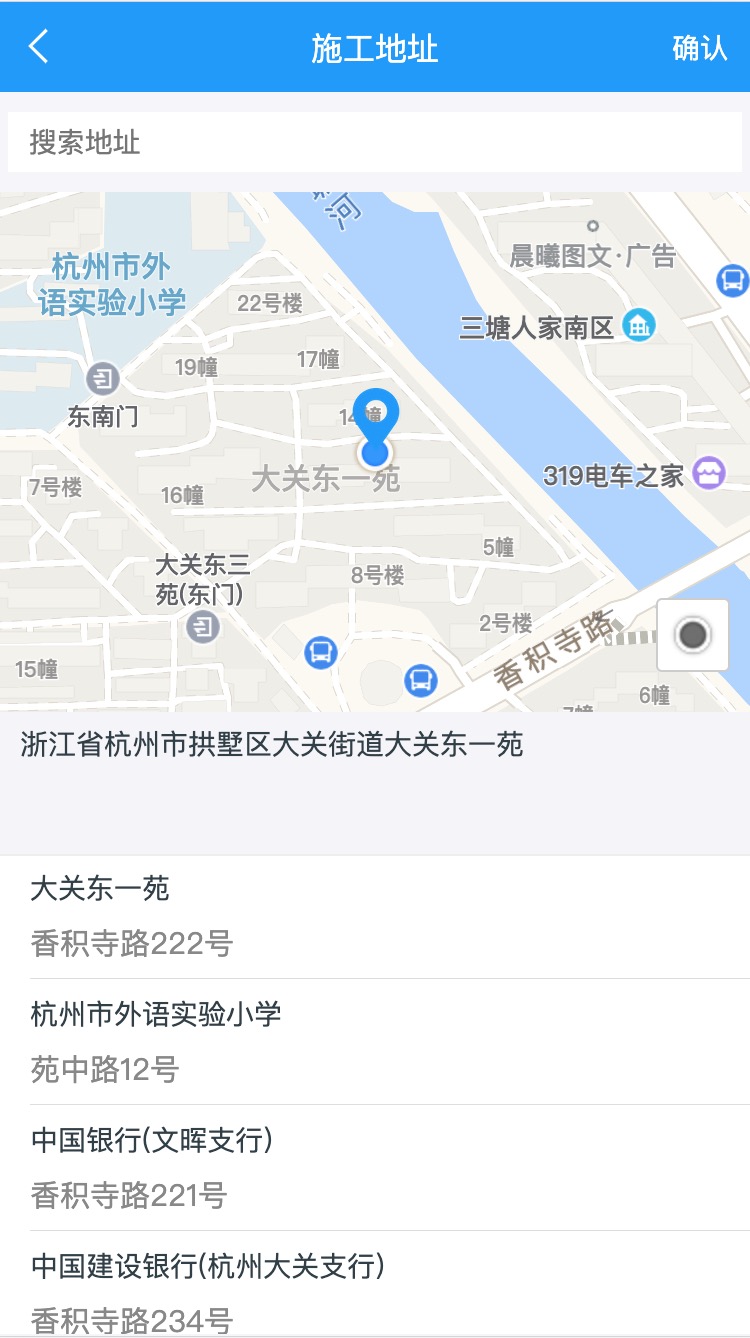 施工地址
确认
搜索地址
河
杭州市外
语实验小学
晨曦图文·广告
22号楼
三塘人家南区
19幢
17幢
东南门
14幢
大关东一苑
319电车之家
7号楼
16幢
5幢
大关东三
苑(东门)
8号楼
2号楼
香积寺路
15幢
6幢
7幢
浙江省杭州市拱墅区大关街道大关东一苑
大关东一苑
香积寺路222号
杭州市外语实验小学
苑中路12号
中国银行(文晖支行)
香积寺路221号
中国建设银行(杭州大关支行)
香积寺路234号